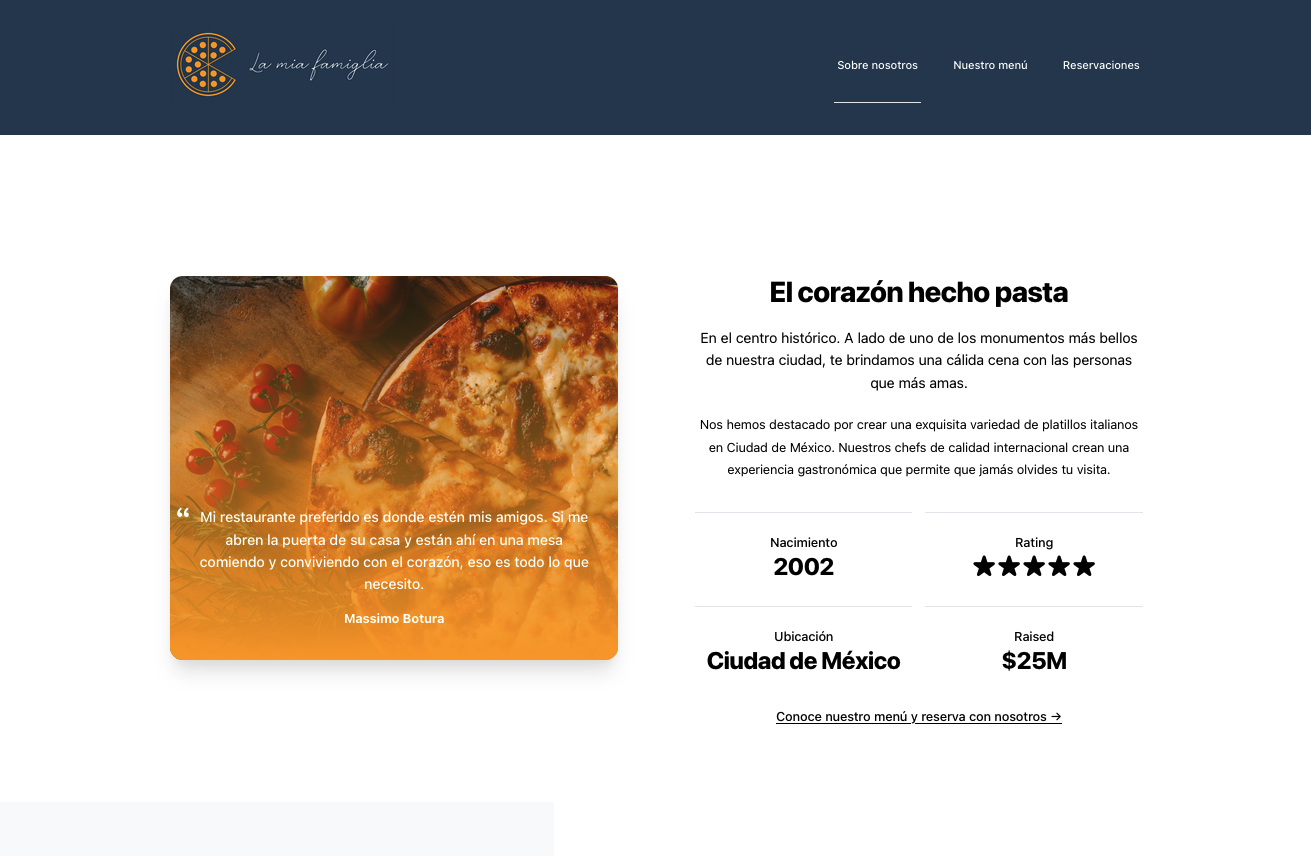 La mia famiglia
Sobre nosotros
Nuestro menú
Reservaciones
“ Mi restaurante preferido es donde estén mis amigos. Si me
abren la puerta de su casa y están ahí en una mesa
comiendo y conviviendo con el corazón, eso es todo lo que
necesito.
Massimo Botura
El corazón hecho pasta
En el centro histórico. A lado de uno de los monumentos más bellos
de nuestra ciudad, te brindamos una cálida cena con las personas
que más amas.
Nos hemos destacado por crear una exquisita variedad de platillos italianos
en Ciudad de México. Nuestros chefs de calidad internacional crean una
experiencia gastronómica que permite que jamás olvides tu visita.
Nacimiento
2002
Rating
★★★★★
Ubicación
Ciudad de México
Raised
$25M
Conoce nuestro menú y reserva con nosotros →